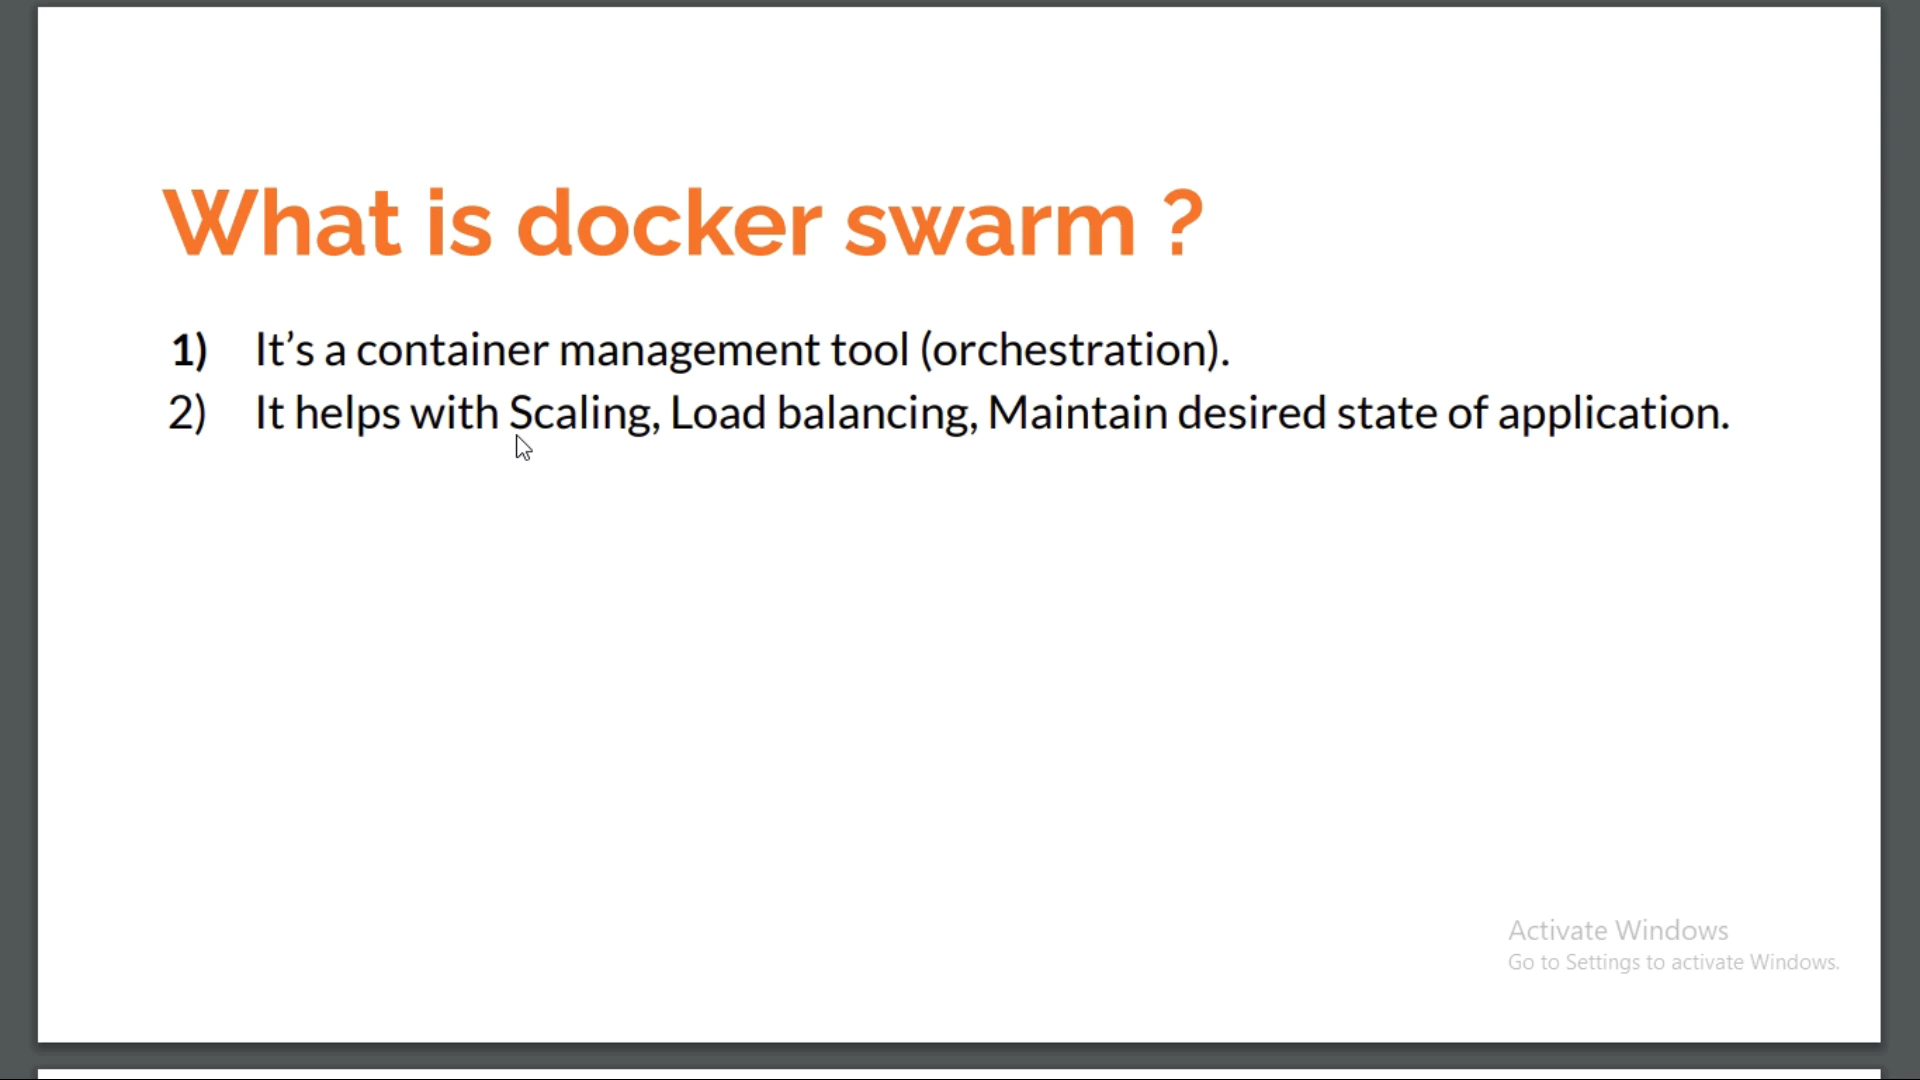 What is docker swarm ?
1) It’s a container management tool (orchestration).
2) It helps with Scaling, Load balancing, Maintain desired state of application.
Activate Windows
Go to Settings to activate Windows.